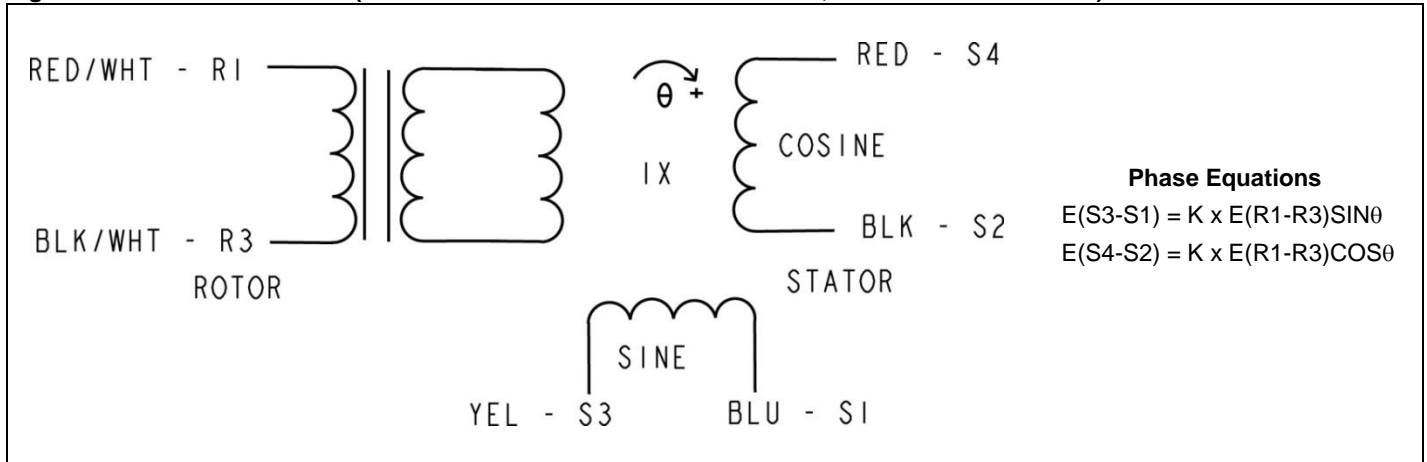 RED/WHT - R1
RED - S4
θ +
COSINE
1X
Phase Equations
E(S3-S1) = K x E(R1-R3)SINθ
E(S4-S2) = K x E(R1-R3)COSθ
BLK/WHT - R3
BLK - S2
ROTOR
STATOR
SINE
YEL - S3
BLU - S1